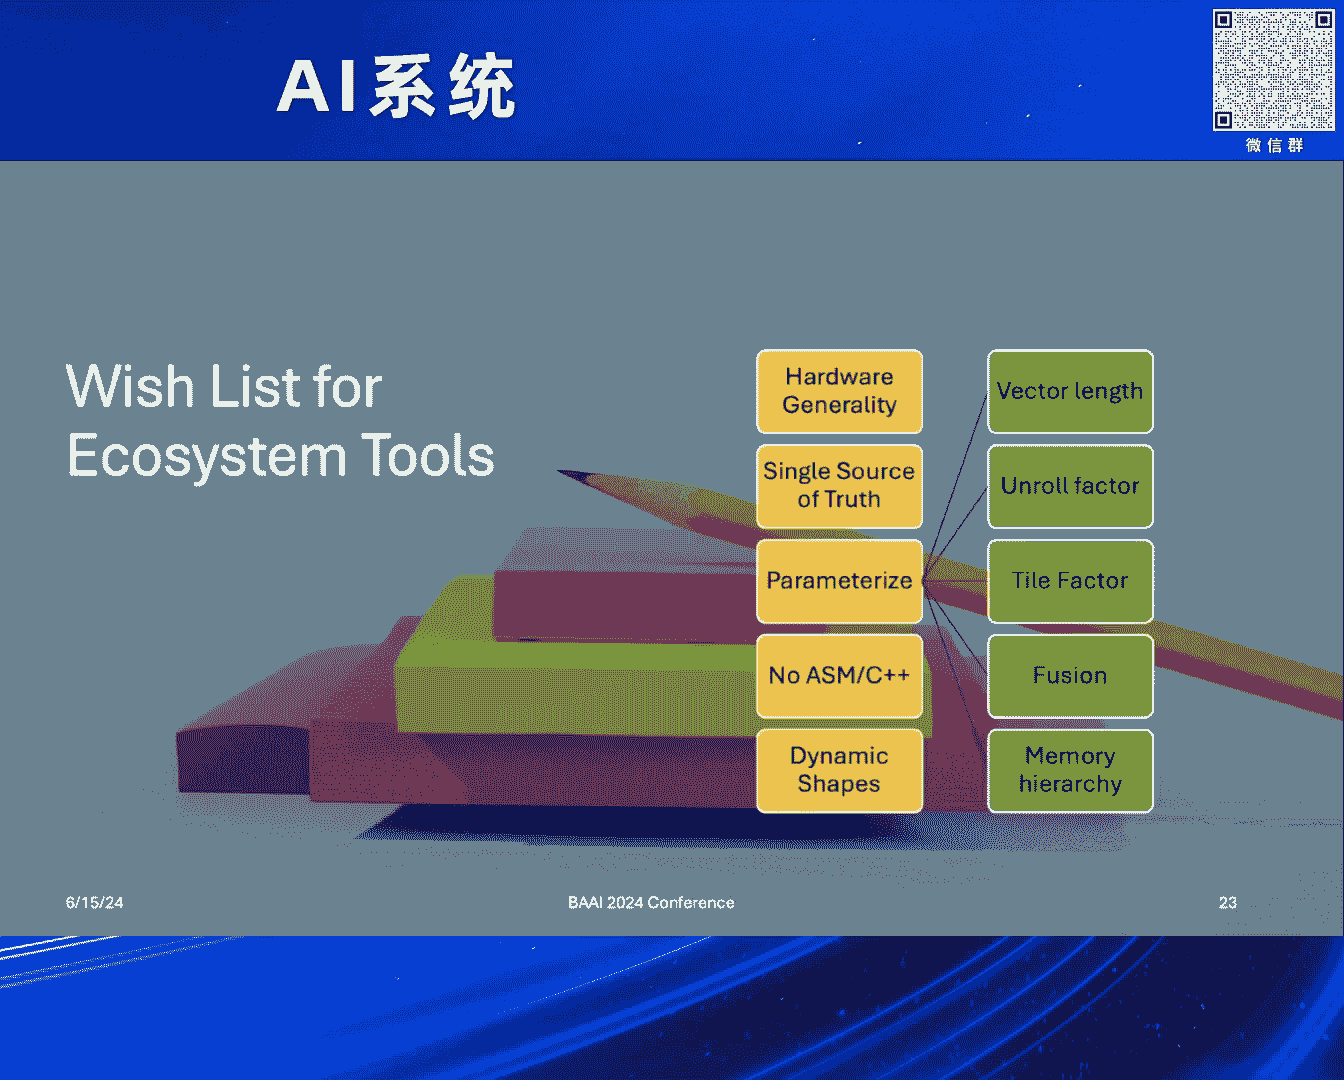 AI系统
微信群
Wish List for
Ecosystem Tools
Hardware
Generality
Single Source
of Truth
Parameterize
No ASM/C++
Dynamic
Shapes
Vector length
Unroll factor
Tile Factor
Fusion
Memory
hierarchy
6/15/24
BAAI 2024 Conference
23